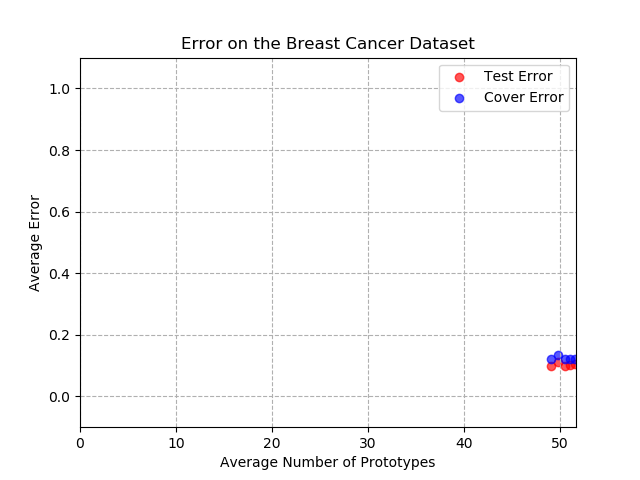 Error on the Breast Cancer Dataset
Test Error
Cover Error
1.0
0.8
0.6
0.4
0.2
0.0
Average Error
0 10 20 30 40 50
Average Number of Prototypes